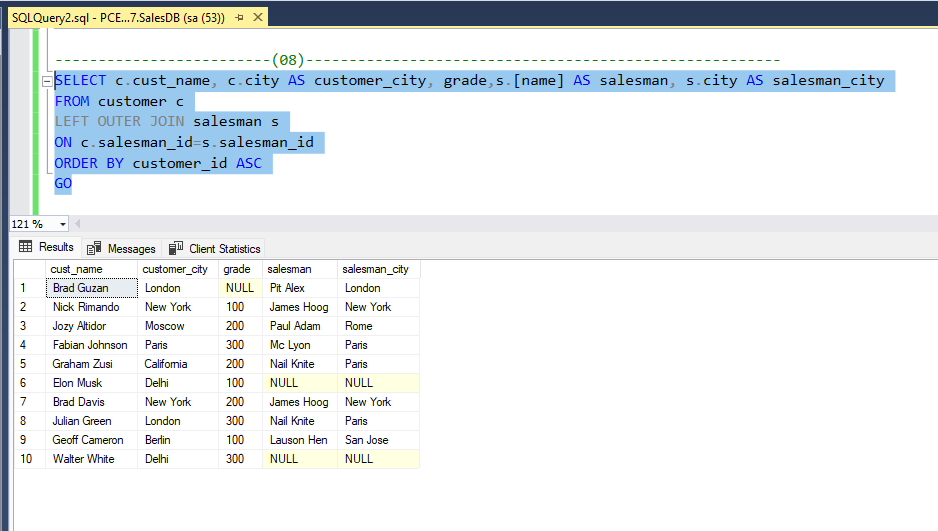 SQLQuery2.sql - PCE...7.SalesDB (sa (53))
------------------------(08)-----------------------------------------------------
SELECT c.cust_name, c.city AS customer_city, grade,s.[name] AS salesman, s.city AS salesman_city
FROM customer c
LEFT OUTER JOIN salesman s
ON c.salesman_id=s.salesman_id
ORDER BY customer_id ASC
GO
121 %
Results Messages Client Statistics
cust_name customer_city grade salesman salesman_city
1 Brad Guzan London NULL Pit Alex London
2 Nick Rimando New York 100 James Hoog New York
3 Jozy Altidor Moscow 200 Paul Adam Rome
4 Fabian Johnson Paris 300 Mc Lyon Paris
5 Graham Zusi California 200 Nail Knite Paris
6 Elon Musk Delhi 100 NULL NULL
7 Brad Davis New York 200 James Hoog New York
8 Julian Green London 300 Nail Knite Paris
9 Geoff Cameron Berlin 100 Lauson Hen San Jose
10 Walter White Delhi 300 NULL NULL